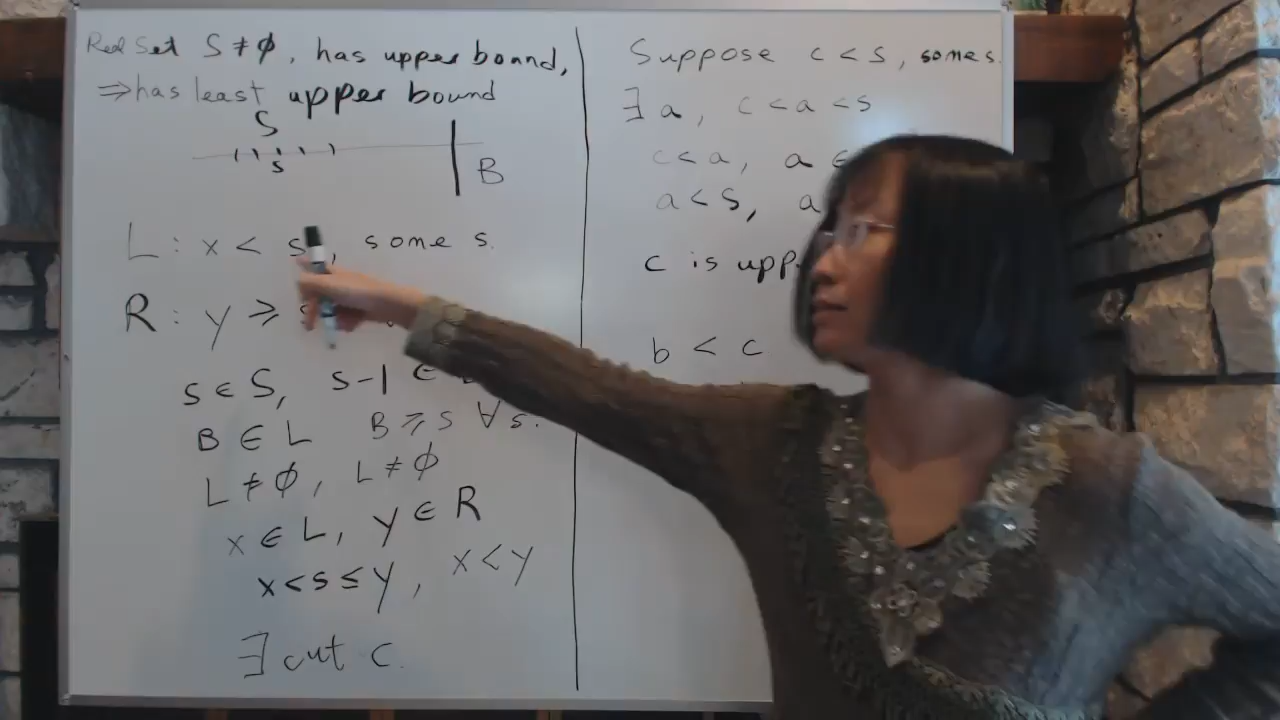 Real Set S ≠ ϕ, has upper bound,
⇒ has least upper bound
S
s
B
L : x < s, some s.
R : y ≥
s ∈ S, s-1 ∈
B ∈ L B ≥ s ∀ s.
L ≠ ϕ, L ≠ ϕ
x ∈ L, y ∈ R
x < s ≤ y, x < y
∃ cut c.
Suppose c < s, some s.
∃ a, c < a < s
c < a, a ∈
a < s, a
c is upp
b < c